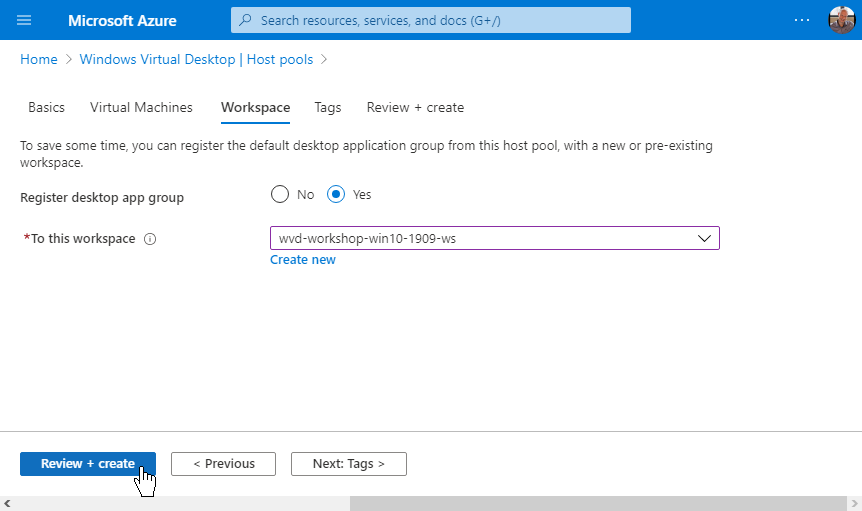 Microsoft Azure
Search resources, services, and docs (G+/)
Home > Windows Virtual Desktop | Host pools >
Basics Virtual Machines Workspace Tags Review + create
To save some time, you can register the default desktop application group from this host pool, with a new or pre-existing
workspace.
Register desktop app group No Yes
*To this workspace wvd-workshop-win10-1909-ws
Create new
Review + create < Previous Next: Tags >